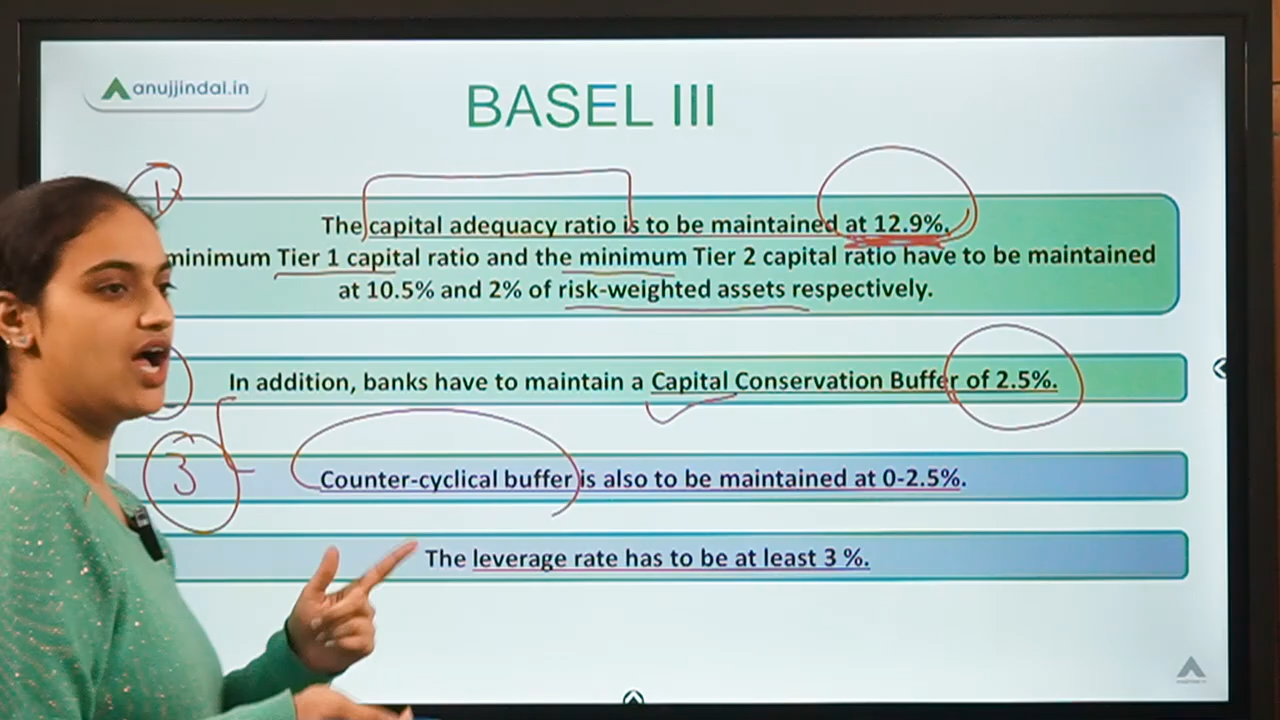 anujjindal.in
BASEL III
1
The capital adequacy ratio is to be maintained at 12.9%.
minimum Tier 1 capital ratio and the minimum Tier 2 capital ratio have to be maintained
at 10.5% and 2% of risk-weighted assets respectively.
In addition, banks have to maintain a Capital Conservation Buffer of 2.5%.
3
Counter-cyclical buffer is also to be maintained at 0-2.5%.
The leverage rate has to be at least 3 %.